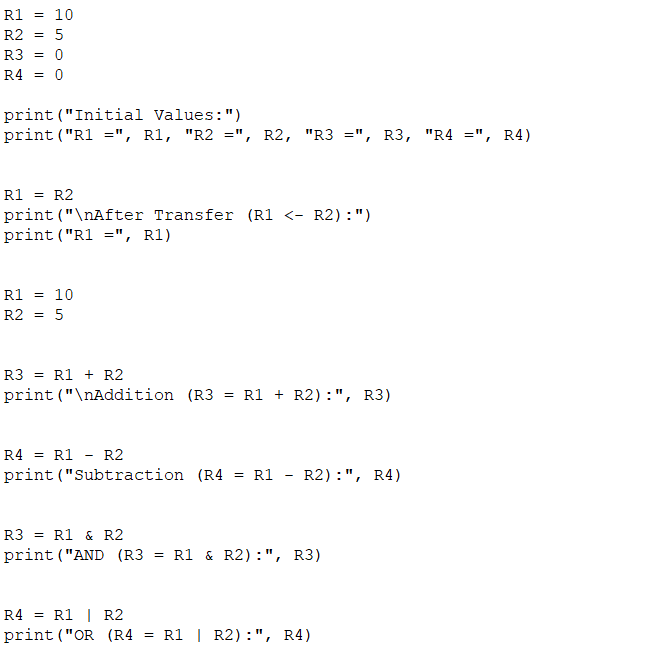 R1 = 10
R2 = 5
R3 = 0
R4 = 0
print("Initial Values:")
print("R1 =", R1, "R2 =", R2, "R3 =", R3, "R4 =", R4)
R1 = R2
print("\nAfter Transfer (R1 <- R2):")
print("R1 =", R1)
R1 = 10
R2 = 5
R3 = R1 + R2
print("\nAddition (R3 = R1 + R2):", R3)
R4 = R1 - R2
print("Subtraction (R4 = R1 - R2):", R4)
R3 = R1 & R2
print("AND (R3 = R1 & R2):", R3)
R4 = R1 | R2
print("OR (R4 = R1 | R2):", R4)